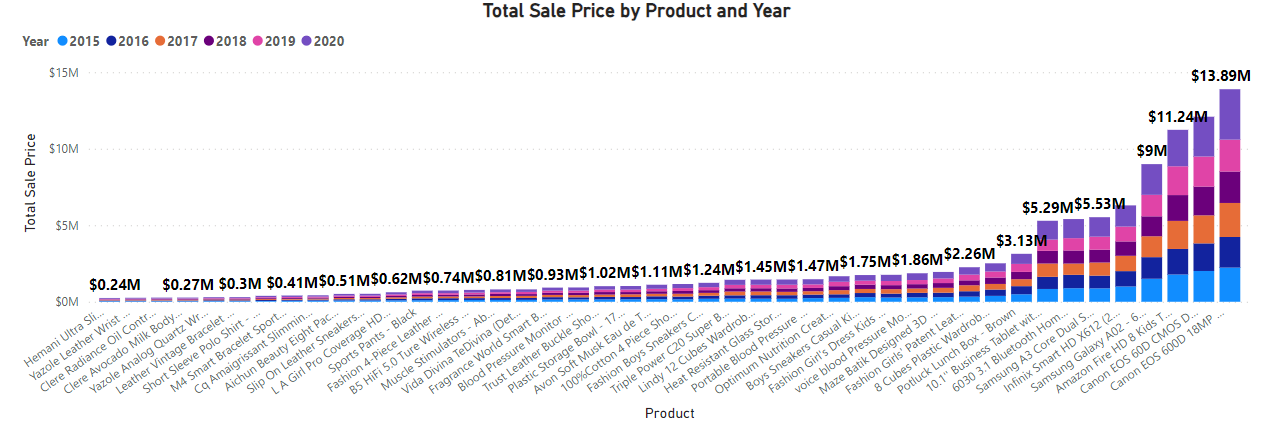 Total Sale Price by Product and Year
Year 2015 2016 2017 2018 2019 2020
Total Sale Price
$15M
$10M
$5M
$0M
$0.24M
$0.27M
$0.3M
$0.41M
$0.51M
$0.62M
$0.74M
$0.81M
$0.93M
$1.02M
$1.11M
$1.24M
$1.45M
$1.47M
$1.75M
$1.86M
$2.26M
$3.13M
$5.29M
$5.53M
$9M
$11.24M
$13.89M
Hemani Ultra Sli...
Yazole Leather Wrist ...
Clere Radiance Oil Contr...
Clere Avocado Milk Body...
Yazole Analog Quartz Wr...
Leather Vintage Bracelet ...
Short Sleeve Polo Shirt - ...
M4 Smart Bracelet Sport...
Cq Amaigrissant Slimmin...
Aichun Beauty Eight Pac...
Slip On Leather Sneakers...
L A Girl Pro Coverage HD...
Sports Pants - Black
Fashion 4 Piece Leather ...
B5 HiFi 5.0 Ture Wireless ...
Muscle Stimulators - Ab...
Vida Divina TeDivina (Det...
Fragrance World Smart B...
Blood Pressure Monitor ...
Trust Leather Buckle Sho...
Plastic Storage Bowl - 17...
Avon Soft Musk Eau de T...
100%Cotton 4 Piece Sho...
Fashion Boys Sneakers C...
Triple Power C20 Super B...
Lindy 12 Cubes Wardrob...
Heat Resistant Glass Stor...
Portable Blood Pressure ...
Optimum Nutrition Creat...
Boys Sneakers Casual Ki...
Fashion Girl's Dress Kids...
voice blood Pressure Mo...
Maze Batik Designed 3D ...
Fashion Girls Patent Leat...
8 Cubes Plastic Wardrob...
Potluck Lunch Box - Brown
10.1" Business Tablet wit...
6030 3.1 Bluetooth Hom...
Samsung A3 Core Dual S...
Infinix Smart HD X612 (2...
Samsung Galaxy A02 - 6...
Amazon Fire HD 8 Kids T...
Canon EOS 60D CMOS D...
Canon EOS 600D 18MP ...
Product